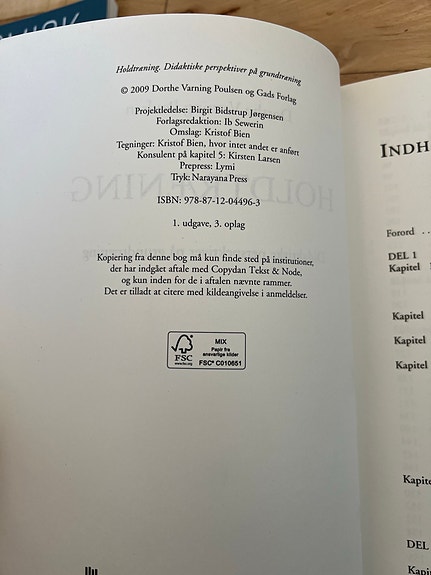 Holdtræning. Didaktiske perspektiver på grundtræning
© 2009 Dorthe Varning Poulsen og Gads Forlag
Projektledelse: Birgit Bidstrup Jørgensen
Forlagsredaktion: Ib Sewerin
Omslag: Kristof Bien
Tegninger: Kristof Bien, hvor intet andet er anført
Konsulent på kapitel 5: Kirsten Larsen
Prepress: Lymi
Tryk: Narayana Press
ISBN: 978-87-12-04496-3
1. udgave, 3. oplag
Kopiering fra denne bog må kun finde sted på institutioner,
der har indgået aftale med Copydan Tekst & Node,
og kun inden for de i aftalen nævnte rammer.
Det er tilladt at citere med kildeangivelse i anmeldelser.
FSC
www.fsc.org
MIX
Papir fra
ansvarlige kilder
FSC® C010651
INDH
Forord ..
DEL 1
Kapitel
Kapitel
Kapitel
Kapitel
Kapite
DEL
Kapi